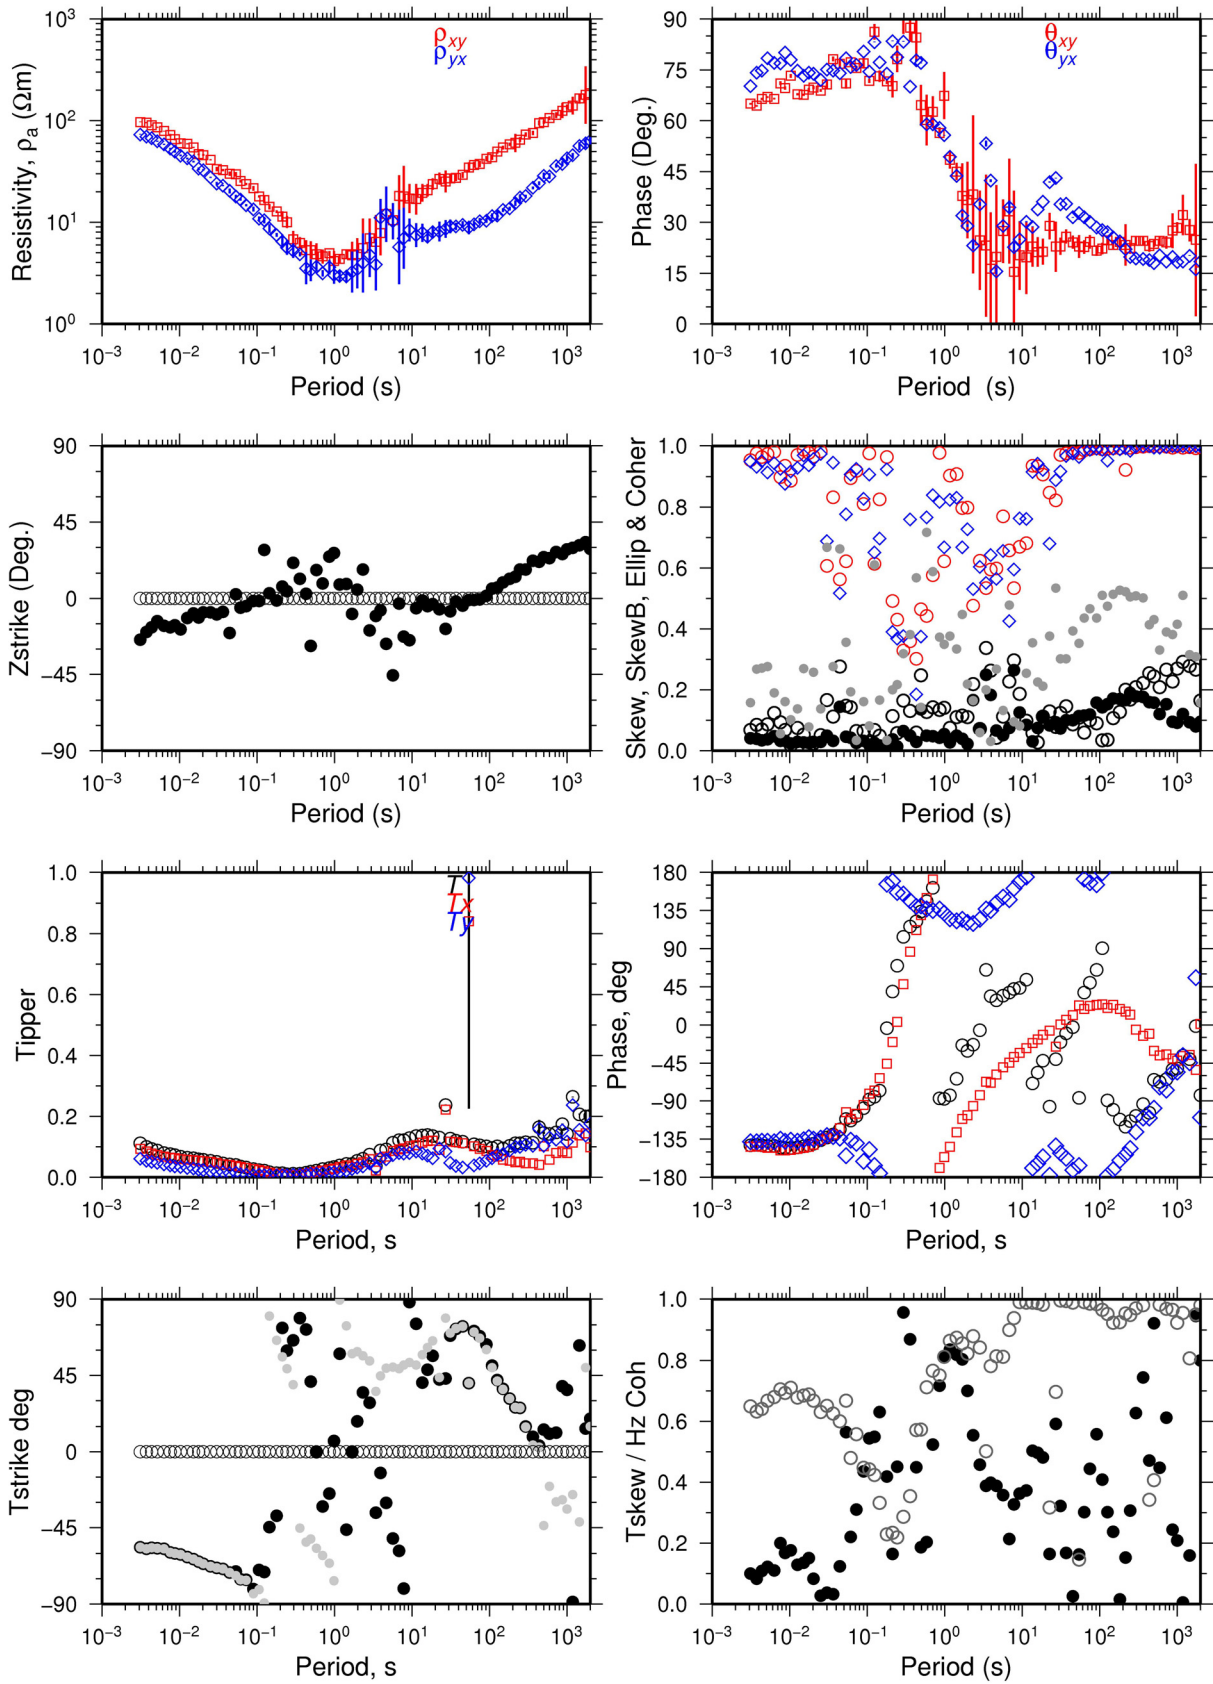 10³
10²
10¹
10⁰
Resistivity, ρₐ (Ωm)
ρxy
ρyx
10⁻³ 10⁻² 10⁻¹ 10⁰ 10¹ 10² 10³
Period (s)
90
75
60
45
30
15
0
Phase (Deg.)
θxy
θyx
10⁻³ 10⁻² 10⁻¹ 10⁰ 10¹ 10² 10³
Period (s)
90
45
0
−45
−90
Zstrike (Deg.)
10⁻³ 10⁻² 10⁻¹ 10⁰ 10¹ 10² 10³
Period (s)
1.0
0.8
0.6
0.4
0.2
0.0
Skew, SkewB, Ellip & Coher
10⁻³ 10⁻² 10⁻¹ 10⁰ 10¹ 10² 10³
Period (s)
1.0
0.8
0.6
0.4
0.2
0.0
Tipper
T
Tx
Ty
10⁻³ 10⁻² 10⁻¹ 10⁰ 10¹ 10² 10³
Period, s
180
135
90
45
0
−45
−90
−135
−180
Phase, deg
10⁻³ 10⁻² 10⁻¹ 10⁰ 10¹ 10² 10³
Period, s
90
45
0
−45
−90
Tstrike deg
10⁻³ 10⁻² 10⁻¹ 10⁰ 10¹ 10² 10³
Period, s
1.0
0.8
0.6
0.4
0.2
0.0
Tskew / Hz Coh
10⁻³ 10⁻² 10⁻¹ 10⁰ 10¹ 10² 10³
Period (s)